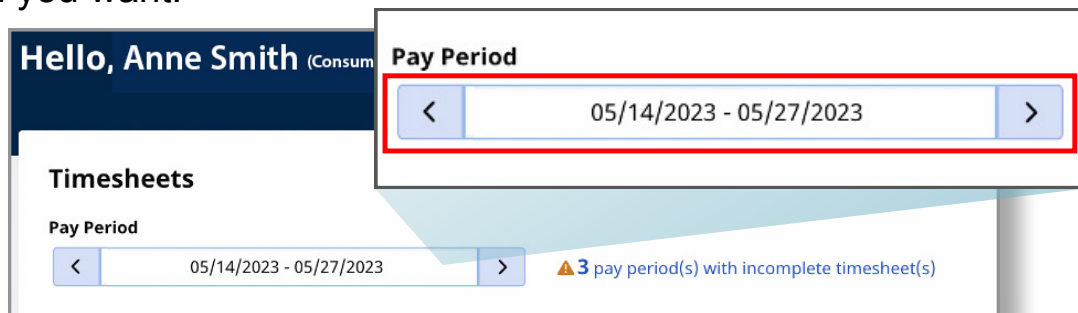 you want.
Hello, Anne Smith (Consum
Pay Period
< 05/14/2023 - 05/27/2023 >
Timesheets
Pay Period
< 05/14/2023 - 05/27/2023 >
3 pay period(s) with incomplete timesheet(s)